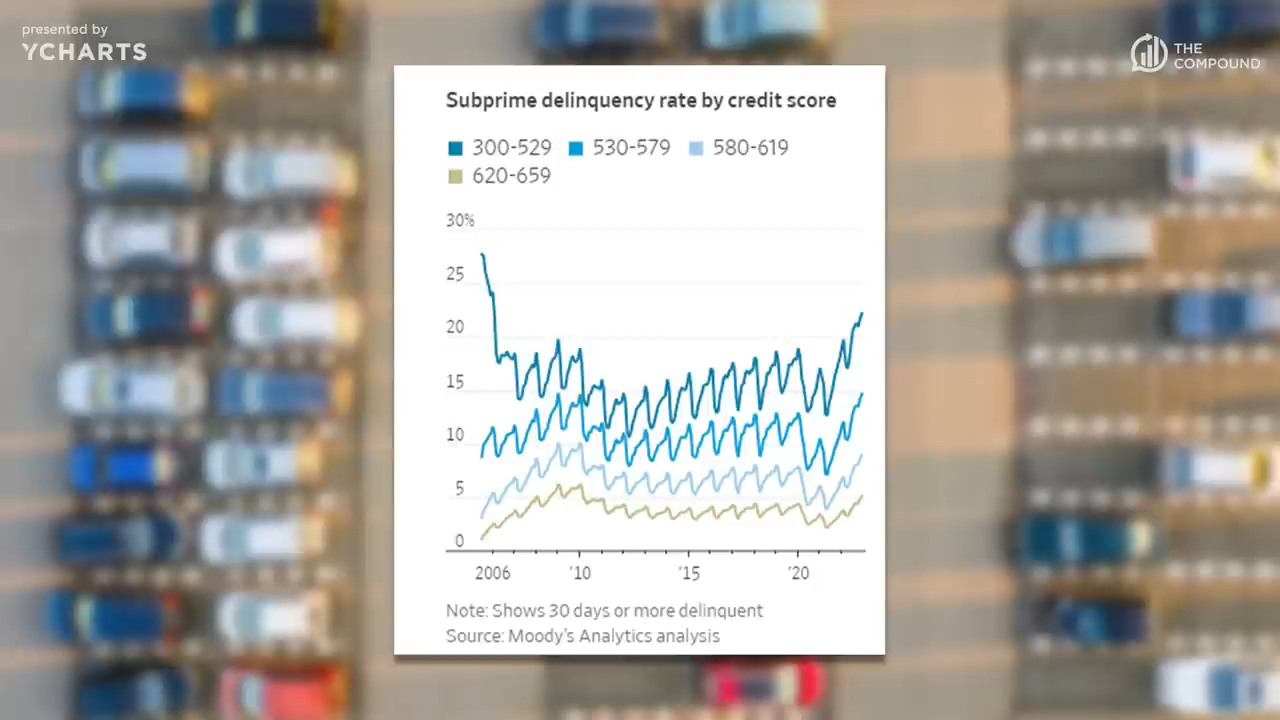 presented by
YCHARTS
THE
COMPOUND
Subprime delinquency rate by credit score
300-529 530-579 580-619
620-659
30%
25
20
15
10
5
0
2006 '10 '15 '20
Note: Shows 30 days or more delinquent
Source: Moody's Analytics analysis